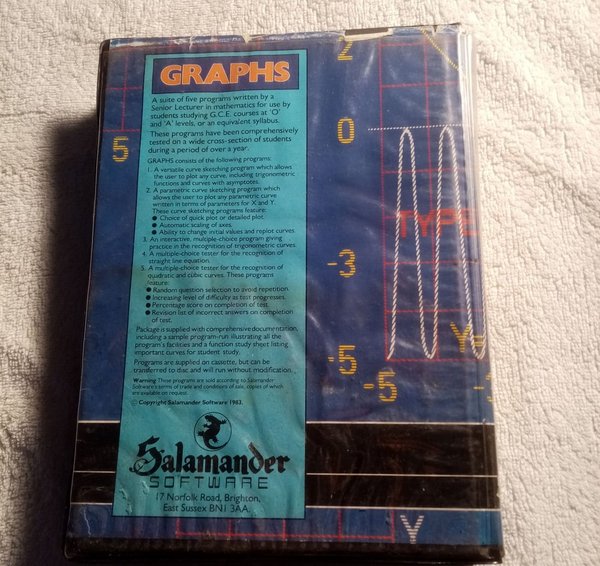 GRAPHS
A suite of five programs written by a
Senior Lecturer in mathematics for use by
students studying G.C.E. courses at 'O'
and 'A' levels, or an equivalent syllabus.
These programs have been comprehensively
tested on a wide cross-section of students
during a period of over a year.
GRAPHS consists of the following programs:
1. A versatile curve sketching program which allows
the user to plot any curve, including trigonometric
functions and curves with asymptotes.
2. A parametric curve sketching program which
allows the user to plot any parametric curve
written in terms of parameters for X and Y.
These curve sketching programs feature:
● Choice of quick plot or detailed plot.
● Automatic scaling of axes.
● Ability to change initial values and replot curves.
3. An interactive, multiple-choice program giving
practice in the recognition of trigonometric curves.
4. A multiple-choice tester for the recognition of
straight line equation.
5. A multiple-choice tester for the recognition of
quadratic and cubic curves. These programs
feature:
● Random question selection to avoid repetition.
● Increasing level of difficulty as test progresses.
● Percentage score on completion of test.
● Revision list of incorrect answers on completion
of test.
Package is supplied with comprehensive documentation,
including a sample program-run illustrating all the
program's facilities and a function study sheet listing
important curves for student study.
Programs are supplied on cassette, but can be
transferred to disc and will run without modification.
Warning These programs are sold according to Salamander
Software's terms of trade and conditions of sale, copies of which
are available on request.
© Copyright Salamander Software 1983.
Salamander
SOFTWARE
17 Norfolk Road, Brighton,
East Sussex BN1 3AA.
2
5
0
TYPE
-3
Y=
-5
-5
Y